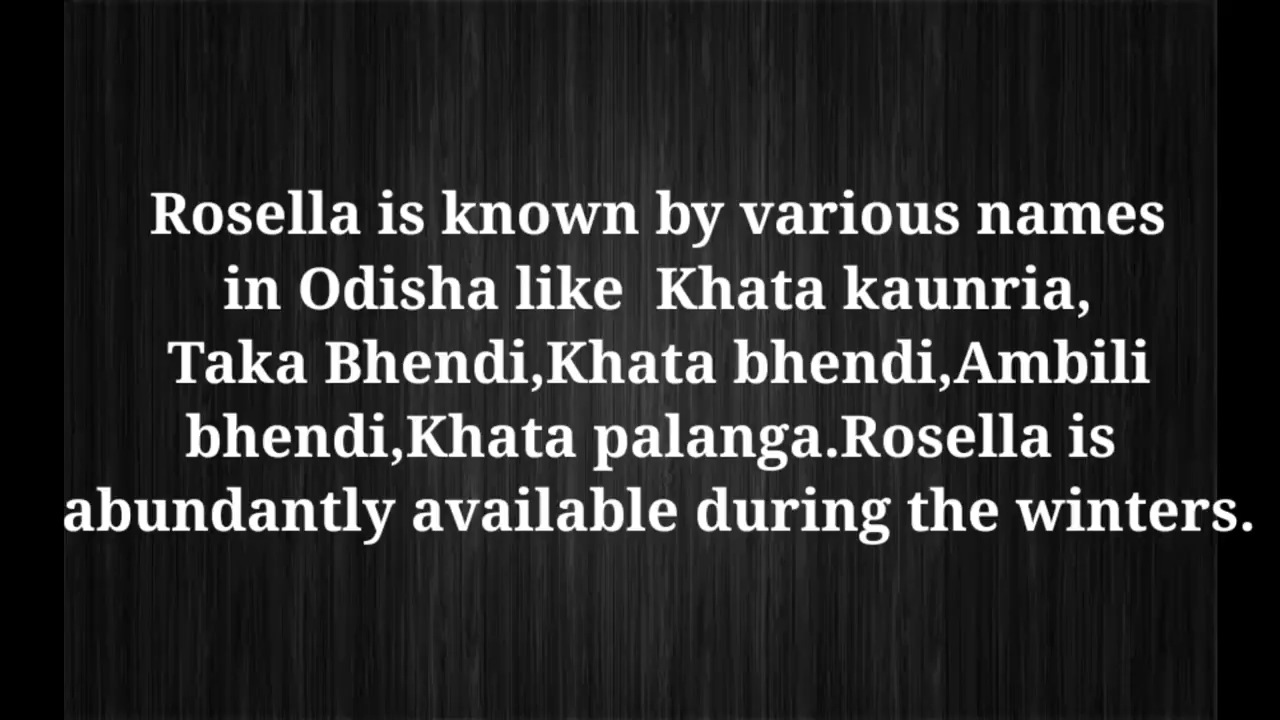 Rosella is known by various names
in Odisha like  Khata kaunria,
Taka Bhendi,Khata bhendi,Ambili
bhendi,Khata palanga.Rosella is
abundantly available during the winters.